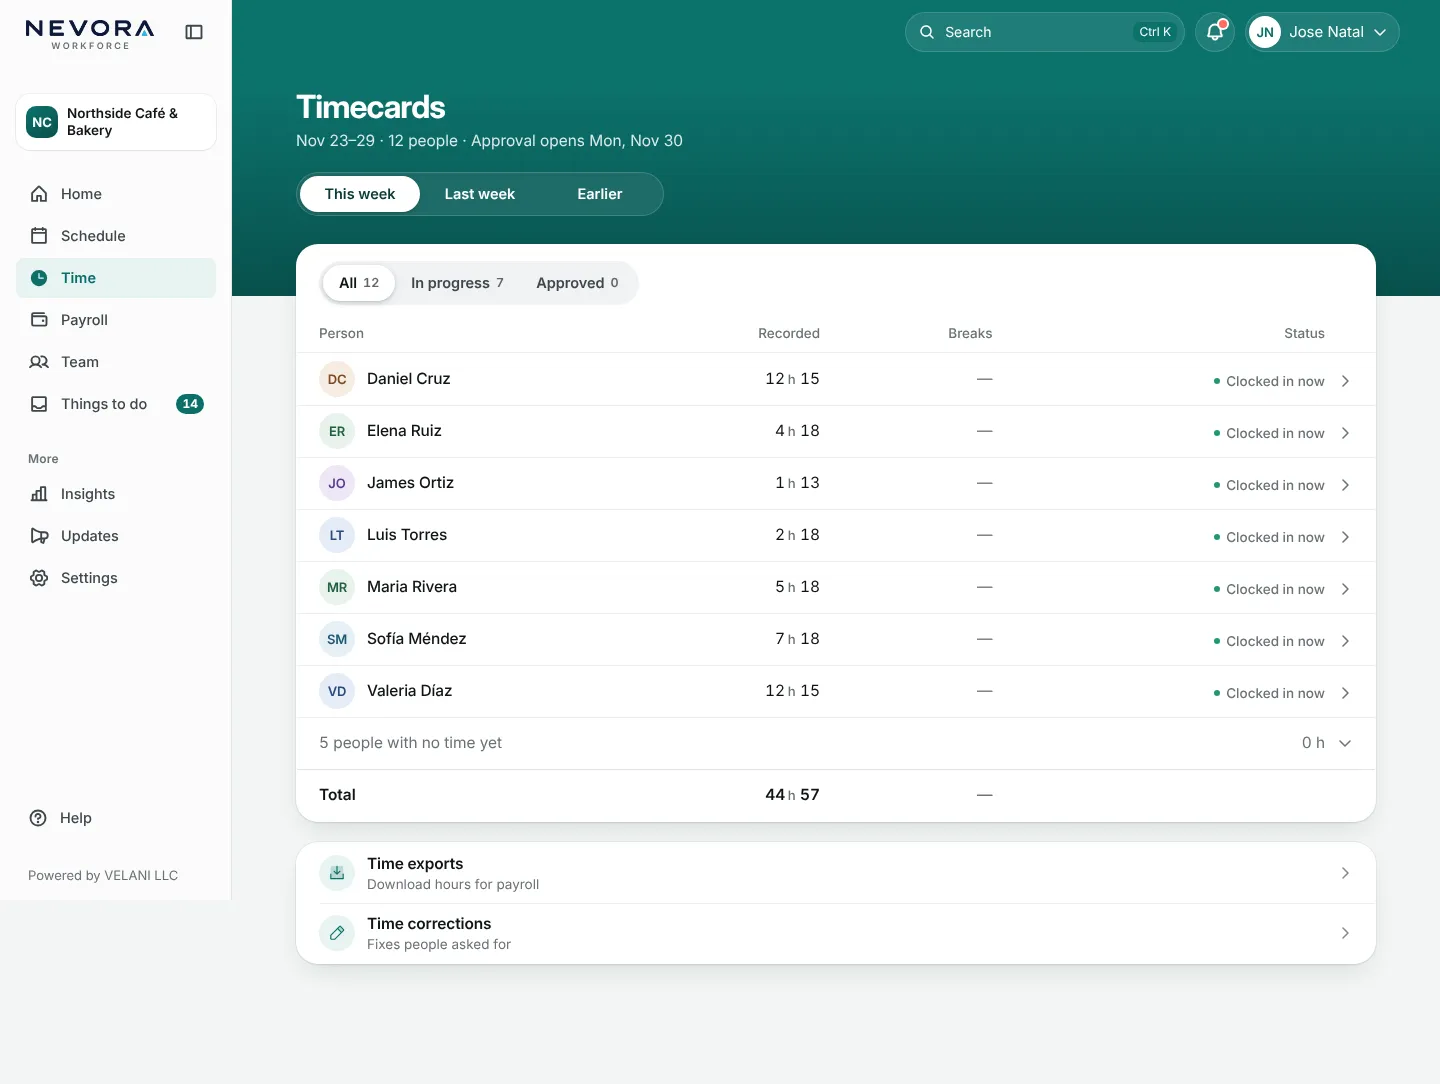 NEVORA
WORKFORCE
Search
Ctrl K
JN
Jose Natal
NC
Northside Café &
Bakery
Home
Schedule
Time
Payroll
Team
Things to do 14
More
Insights
Updates
Settings
Help
Powered by VELANI LLC
Timecards
Nov 23–29 · 12 people · Approval opens Mon, Nov 30
This week Last week Earlier
All 12 In progress 7 Approved 0
Person Recorded Breaks Status
DC Daniel Cruz 12 h 15 — Clocked in now
ER Elena Ruiz 4 h 18 — Clocked in now
JO James Ortiz 1 h 13 — Clocked in now
LT Luis Torres 2 h 18 — Clocked in now
MR Maria Rivera 5 h 18 — Clocked in now
SM Sofía Méndez 7 h 18 — Clocked in now
VD Valeria Díaz 12 h 15 — Clocked in now
5 people with no time yet 0 h
Total 44 h 57 —
Time exports
Download hours for payroll
Time corrections
Fixes people asked for